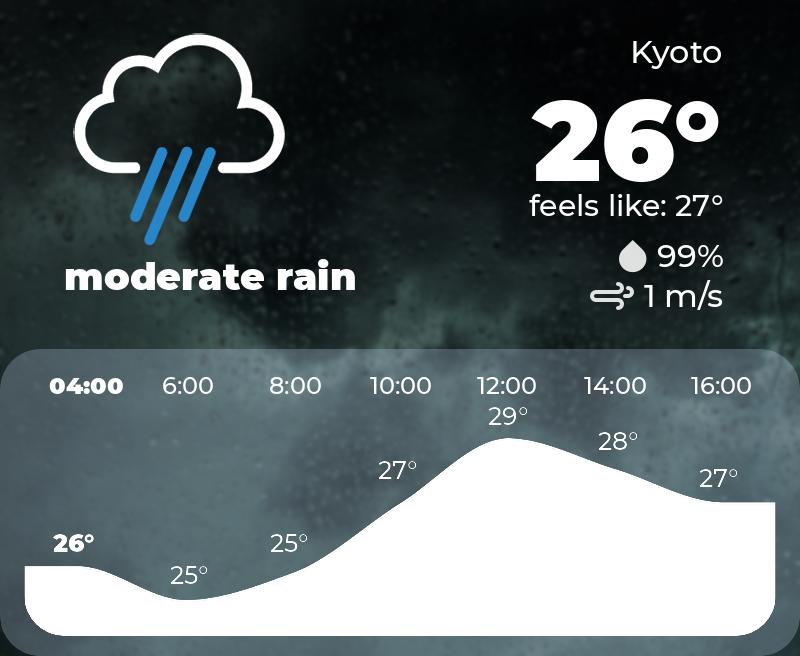 Kyoto
26°
feels like: 27°
99%
1 m/s
moderate rain
04:00 6:00 8:00 10:00 12:00 14:00 16:00
26° 25° 25° 27° 29° 28° 27°